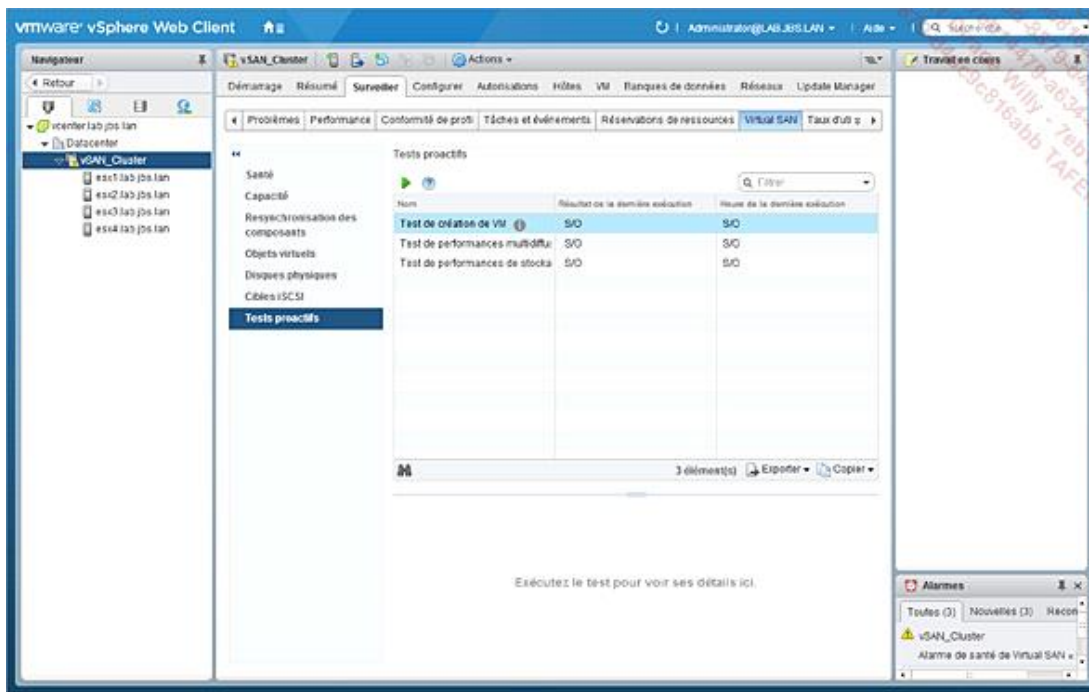 vmware® vSphere Web Client
Administrator@LAB.JBS.LAN
Aide
Navigateur
vSAN_Cluster
Actions
Travail en cours
Retour
Démarrage Résumé Surveiller Configurer Autorisations Hôtes VM Banques de données Réseaux Update Manager
Problèmes Performance Conformité de profi Tâches et événements Réservations de ressources Virtual SAN Taux d'uti
vcenter.lab.jbs.lan
Datacenter
vSAN_Cluster
esx1.lab.jbs.lan
esx2.lab.jbs.lan
esx3.lab.jbs.lan
esx4.lab.jbs.lan
Santé
Capacité
Resynchronisation des
composants
Objets virtuels
Disques physiques
Cibles iSCSI
Tests proactifs
Tests proactifs
Filtrer
Nom Résultat de la dernière exécution Heure de la dernière exécution
Test de création de VM S/O S/O
Test de performances multidiffu S/O S/O
Test de performances de stocka S/O S/O
3 élément(s) Exporter Copier
Exécutez le test pour voir ses détails ici.
Alarmes
Toutes (3) Nouvelles (3) Recon
vSAN_Cluster
Alarme de santé de Virtual SAN «